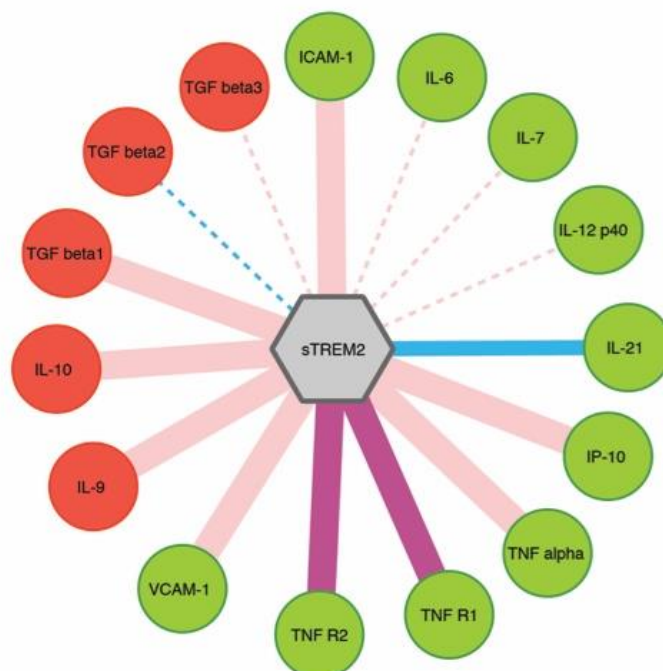 ICAM-1
IL-6
TGF beta3
IL-7
TGF beta2
IL-12 p40
TGF beta1
sTREM2
IL-21
IL-10
IP-10
IL-9
TNF alpha
VCAM-1
TNF R1
TNF R2